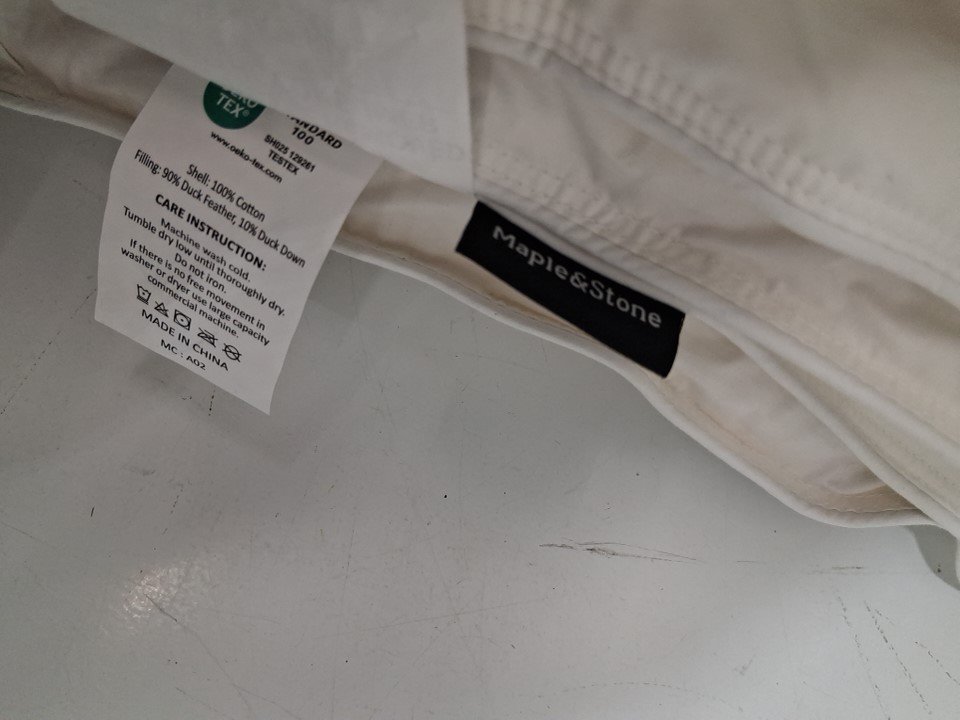 TEX®
STANDARD
100
SH025 129261
TESTEX
www.oeko-tex.com
Shell: 100% Cotton
Filling: 90% Duck Feather, 10% Duck Down
CARE INSTRUCTION:
Machine wash cold.
Tumble dry low until thoroughly dry.
Do not iron.
If there is no free movement in
washer or dryer use large capacity
commercial machine.
MADE IN CHINA
MC : A02
Maple&Stone